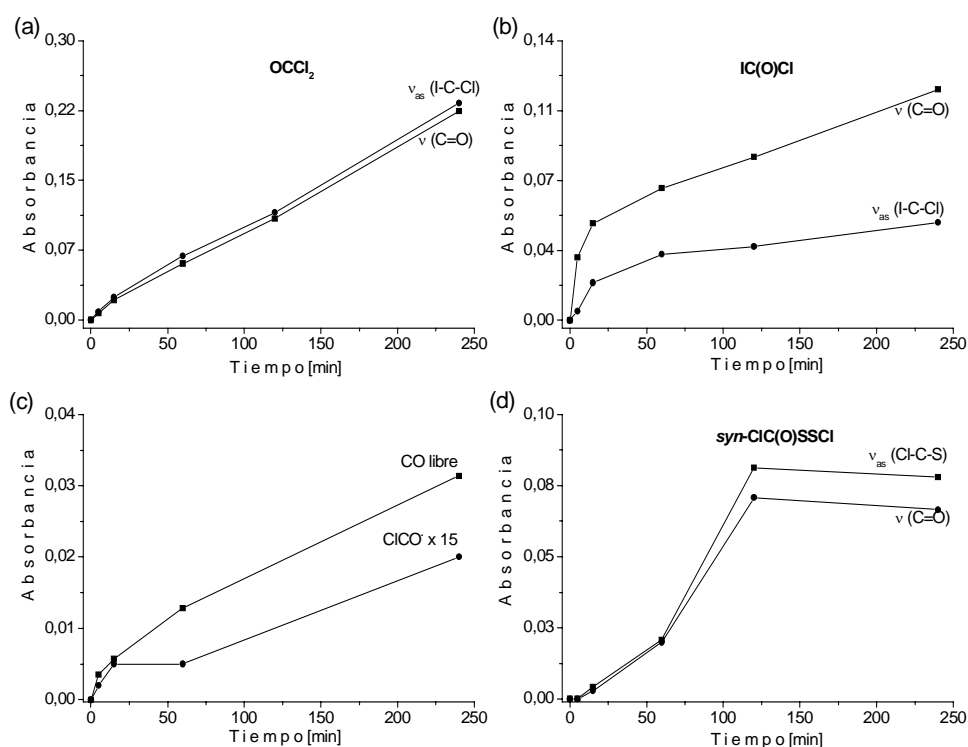 (a)
0,30
0,22
0,15
0,07
0,00
Absorbancia
OCCl₂
ν as (I-C-Cl)
ν (C=O)
0 50 100 150 200 250
Tiempo[min]
(b)
0,14
0,11
0,07
0,04
0,00
Absorbancia
IC(O)Cl
ν (C=O)
ν as (I-C-Cl)
0 50 100 150 200 250
Tiempo[min]
(c)
0,04
0,03
0,02
0,01
0,00
Absorbancia
CO libre
ClCO· x 15
0 50 100 150 200 250
Tiempo[min]
(d)
0,10
0,08
0,05
0,03
0,00
Absorbancia
syn-ClC(O)SSCl
ν as (Cl-C-S)
ν (C=O)
0 50 100 150 200 250
Tiempo[min]